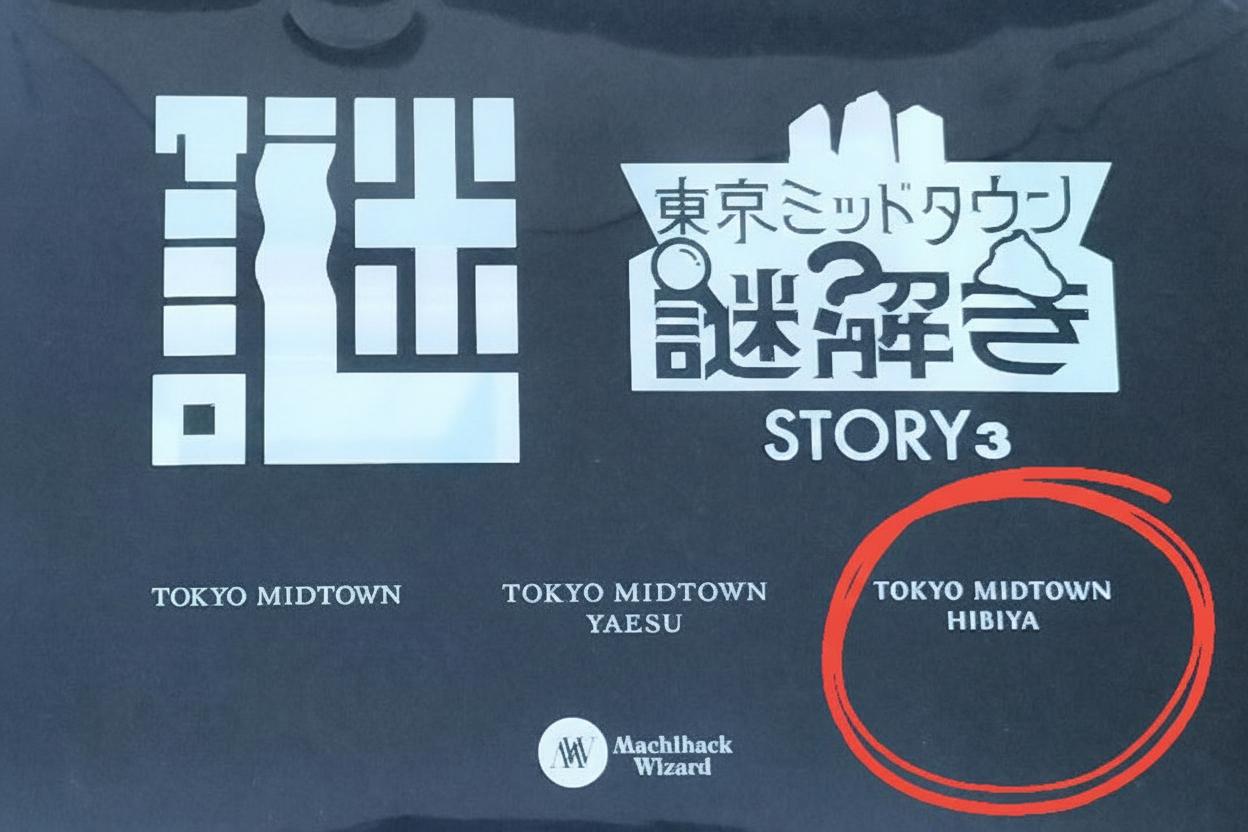 謎
東京ミッドタウン
謎解き
STORY3
TOKYO MIDTOWN
TOKYO MIDTOWN
YAESU
TOKYO MIDTOWN
HIBIYA
MW
Machihack
Wizard